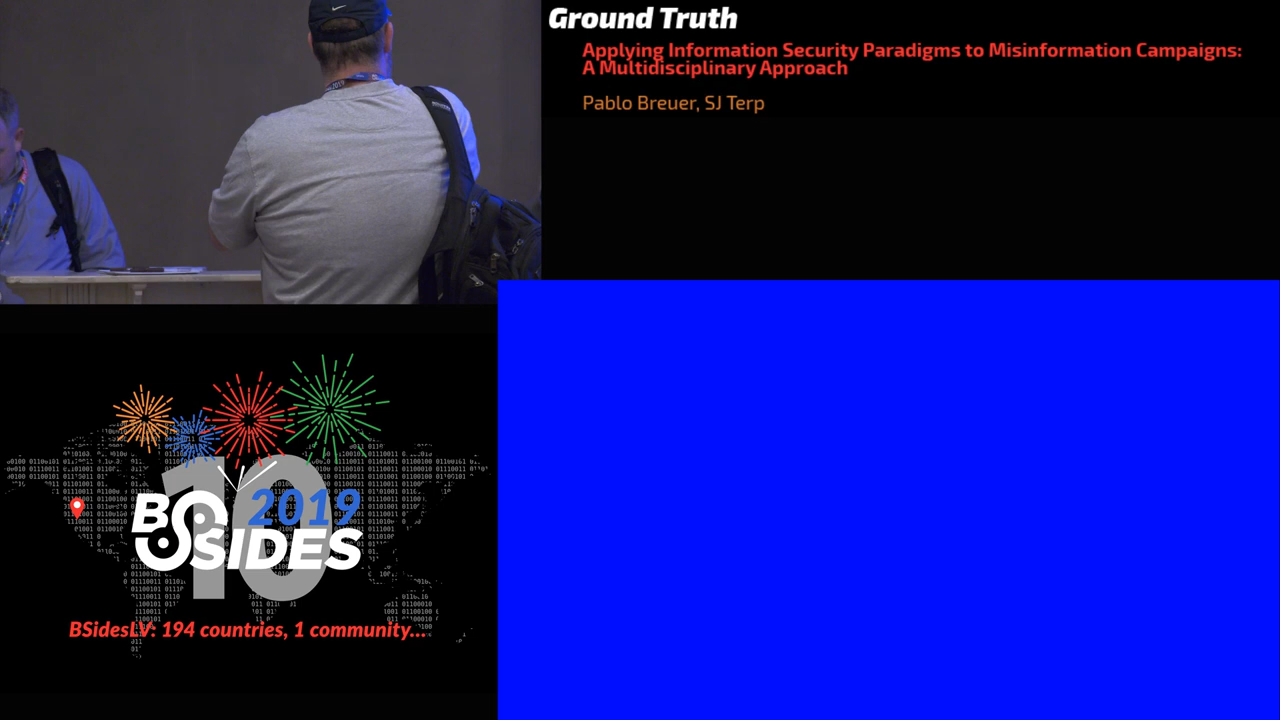 Ground Truth
Applying Information Security Paradigms to Misinformation Campaigns:
A Multidisciplinary Approach
Pablo Breuer, SJ Terp
10
2019
BSIDES
BSidesLV: 194 countries, 1 community...